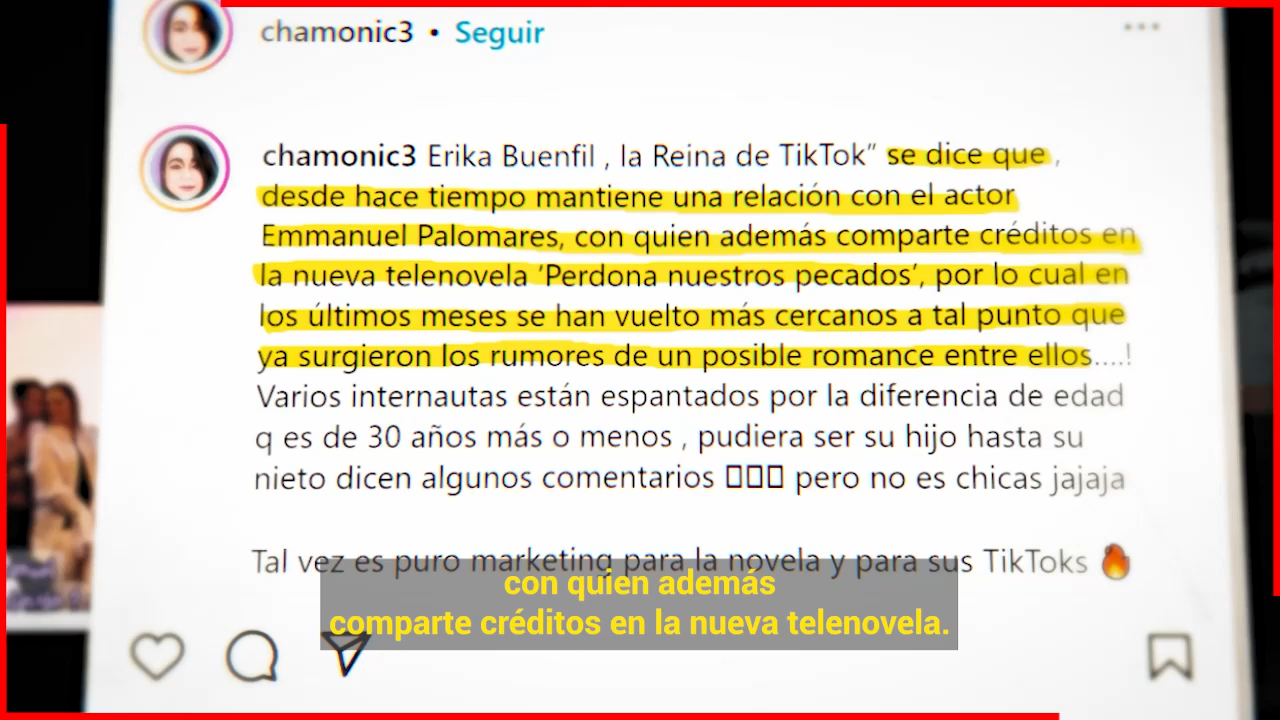 chamonic3 • Seguir
chamonic3 Erika Buenfil , la Reina de TikTok” se dice que ,
desde hace tiempo mantiene una relación con el actor
Emmanuel Palomares, con quien además comparte créditos en
la nueva telenovela ‘Perdona nuestros pecados’, por lo cual en
los últimos meses se han vuelto más cercanos a tal punto que
ya surgieron los rumores de un posible romance entre ellos....!
Varios internautas están espantados por la diferencia de edad
q es de 30 años más o menos , pudiera ser su hijo hasta su
nieto dicen algunos comentarios □□□ pero no es chicas jajaja
Tal vez es puro marketing para la novela y para sus TikToks 🔥
con quien además
comparte créditos en la nueva telenovela.